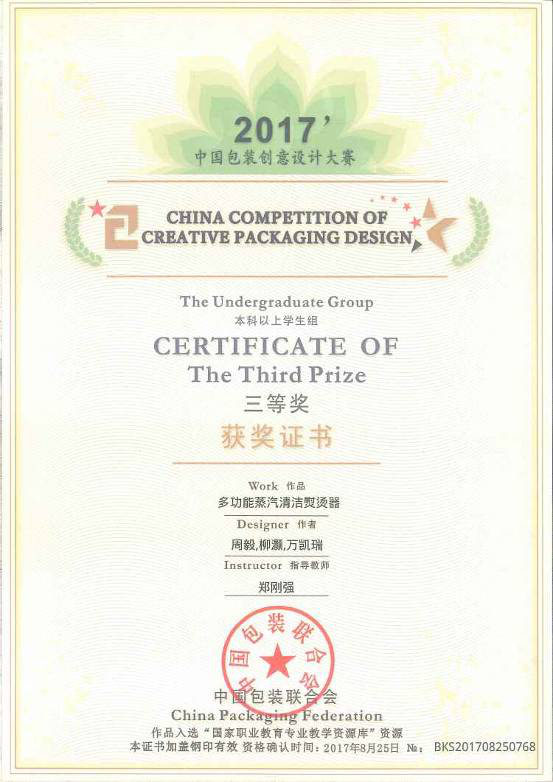 2017’
中国包装创意设计大赛
CHINA COMPETITION OF
CREATIVE PACKAGING DESIGN
The Undergraduate Group
本科以上学生组
CERTIFICATE OF
The Third Prize
三等奖
获奖证书
Work 作品
多功能蒸汽清洁熨烫器
Designer 作者
周毅,柳灏,万凯瑞
Instructor 指导教师
郑刚强
中国包装联合会
中国包装联合会
China Packaging Federation
作品入选“国家职业教育专业教学资源库”资源
本证书加盖钢印有效 资格确认时间：2017年8月25日 №： BKS201708250768